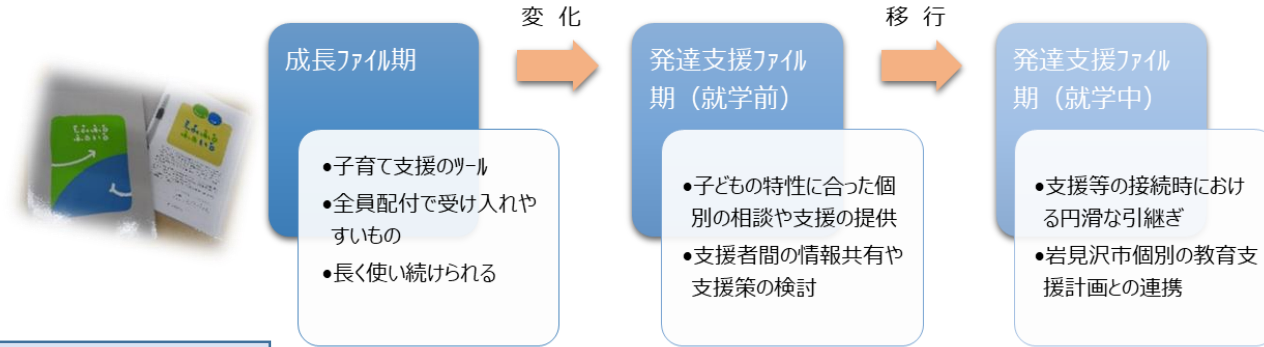 変 化
移 行
成長ﾌｧｲﾙ期
発達支援ﾌｧｲﾙ
期（就学前）
発達支援ﾌｧｲﾙ
期（就学中）
•子育て支援のﾂｰﾙ
•全員配付で受け入れや
すいもの
•長く使い続けられる
•子どもの特性に合った個
別の相談や支援の提供
•支援者間の情報共有や
支援策の検討
•支援等の接続時におけ
る円滑な引継ぎ
•岩見沢市個別の教育支
援計画との連携